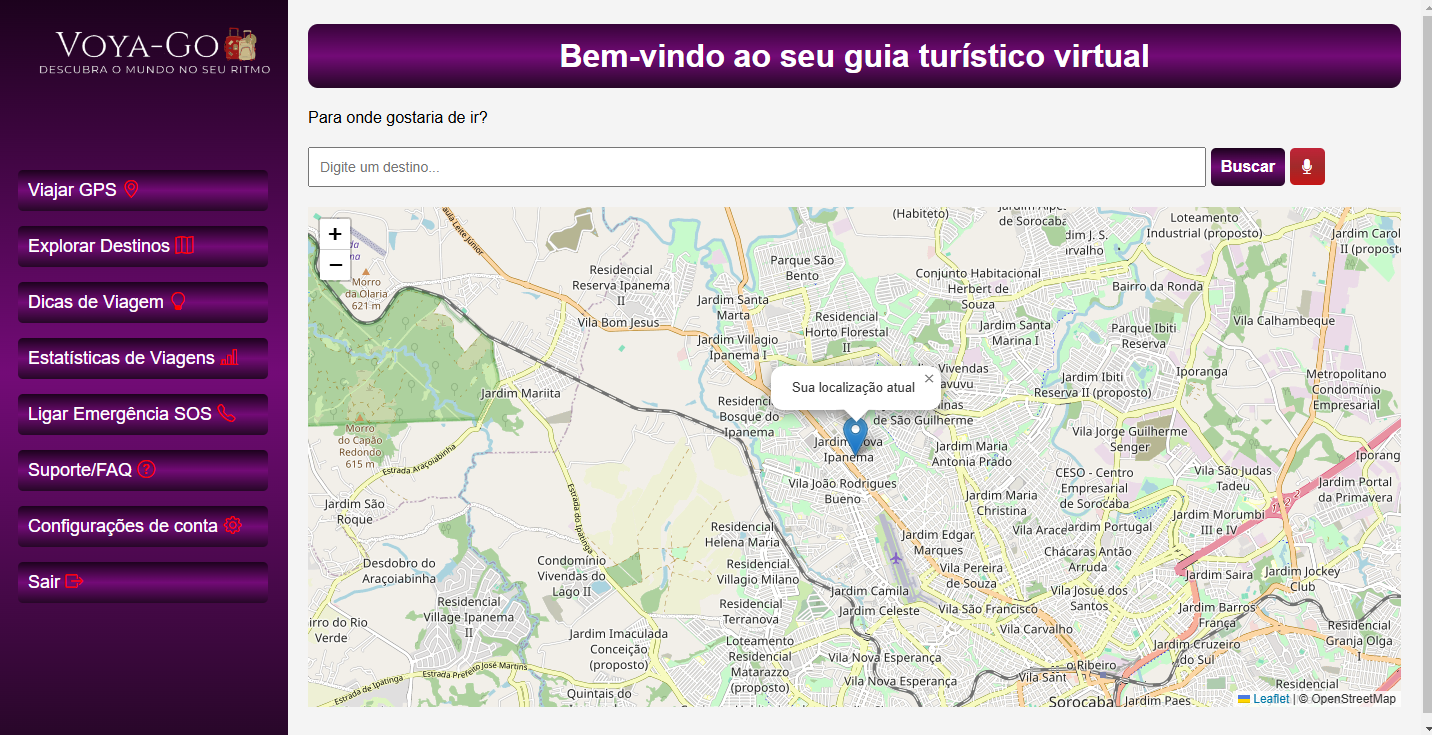 VOYA-GO
DESCUBRA O MUNDO NO SEU RITMO
Viajar GPS
Explorar Destinos
Dicas de Viagem
Estatísticas de Viagens
Ligar Emergência SOS
Suporte/FAQ
Configurações de conta
Sair
Bem-vindo ao seu guia turístico virtual
Para onde gostaria de ir?
Digite um destino...
Buscar
+
−
(Habiteto)
de Sorocaba
Jardim J. S.
Loteamento
Industrial (proposto)
Jardim Carol
II (proposto
Parque São
Bento
Residencial
Reserva Ipanema
II
Conjunto Habitacional
Herbert de
Souza
Bairro da Ronda
Morro
da Olaria
621 m
Jardim Santa
Marta
Vila Bom Jesus
Residencial
Horto Florestal
II
Jardim Santa
Marina I
Parque Ibiti
Reserva
Vila Calhambeque
Jardim Villagio
Ipanema I
Sua localização atual
×
Vivendas
Jardim Ibiti
Reserva II (proposto)
Iporanga
Metropolitano
Condomínio
Empresarial
Jardim Mariita
Bosque do
Ipanema
de São Guilherme
Morro
do Capão
Redondo
615 m
Estrada Araçoiabinha
Ipanema
Jardim Maria
Antonia Prado
Vila Jorge Guilherme
Senger
Iporang
Vila João Rodrigues
Bueno
CESO - Centro
Empresarial
de Sorocaba
Vila São Judas
Tadeu
Jardim Portal
da Primavera
Jardim São
Roque
Estrada do Ipatinga
Jardim Maria
Christina
Jardim Morumbi
III e IV
Residencial
Helena Maria
Jardim Edgar
Marques
Jardim Portugal
Desdobro do
Araçoiabinha
Condomínio
Vivendas do
Lago II
Residencial
Villagio Milano
Vila Pereira
de Souza
Chácaras Antão
Arruda
Jardim Saira
Jardim Jockey
Club
Jardim Camila
Jardim Celeste
Vila São Francisco
Vila Josué dos
Santos
Residencial
Village Ipanema
II
Residencial
Terranova
Jardim Barros
França
irro do Rio
Verde
Jardim Imaculada
Conceição
(proposto)
Loteamento
Residencial
Matarazzo
(proposto)
Vila Carvalho
Residencial
Granja Olga
I
Jardim Cruzeiro
do Sul
Vila Nova Esperança
Vila Nova Esperança
Estrada Prefeito José Martins
Estrada de Ipatinga
Quintais do
Sorocaba
Jardim Paes
Residencial
Leaflet | © OpenStreetMap